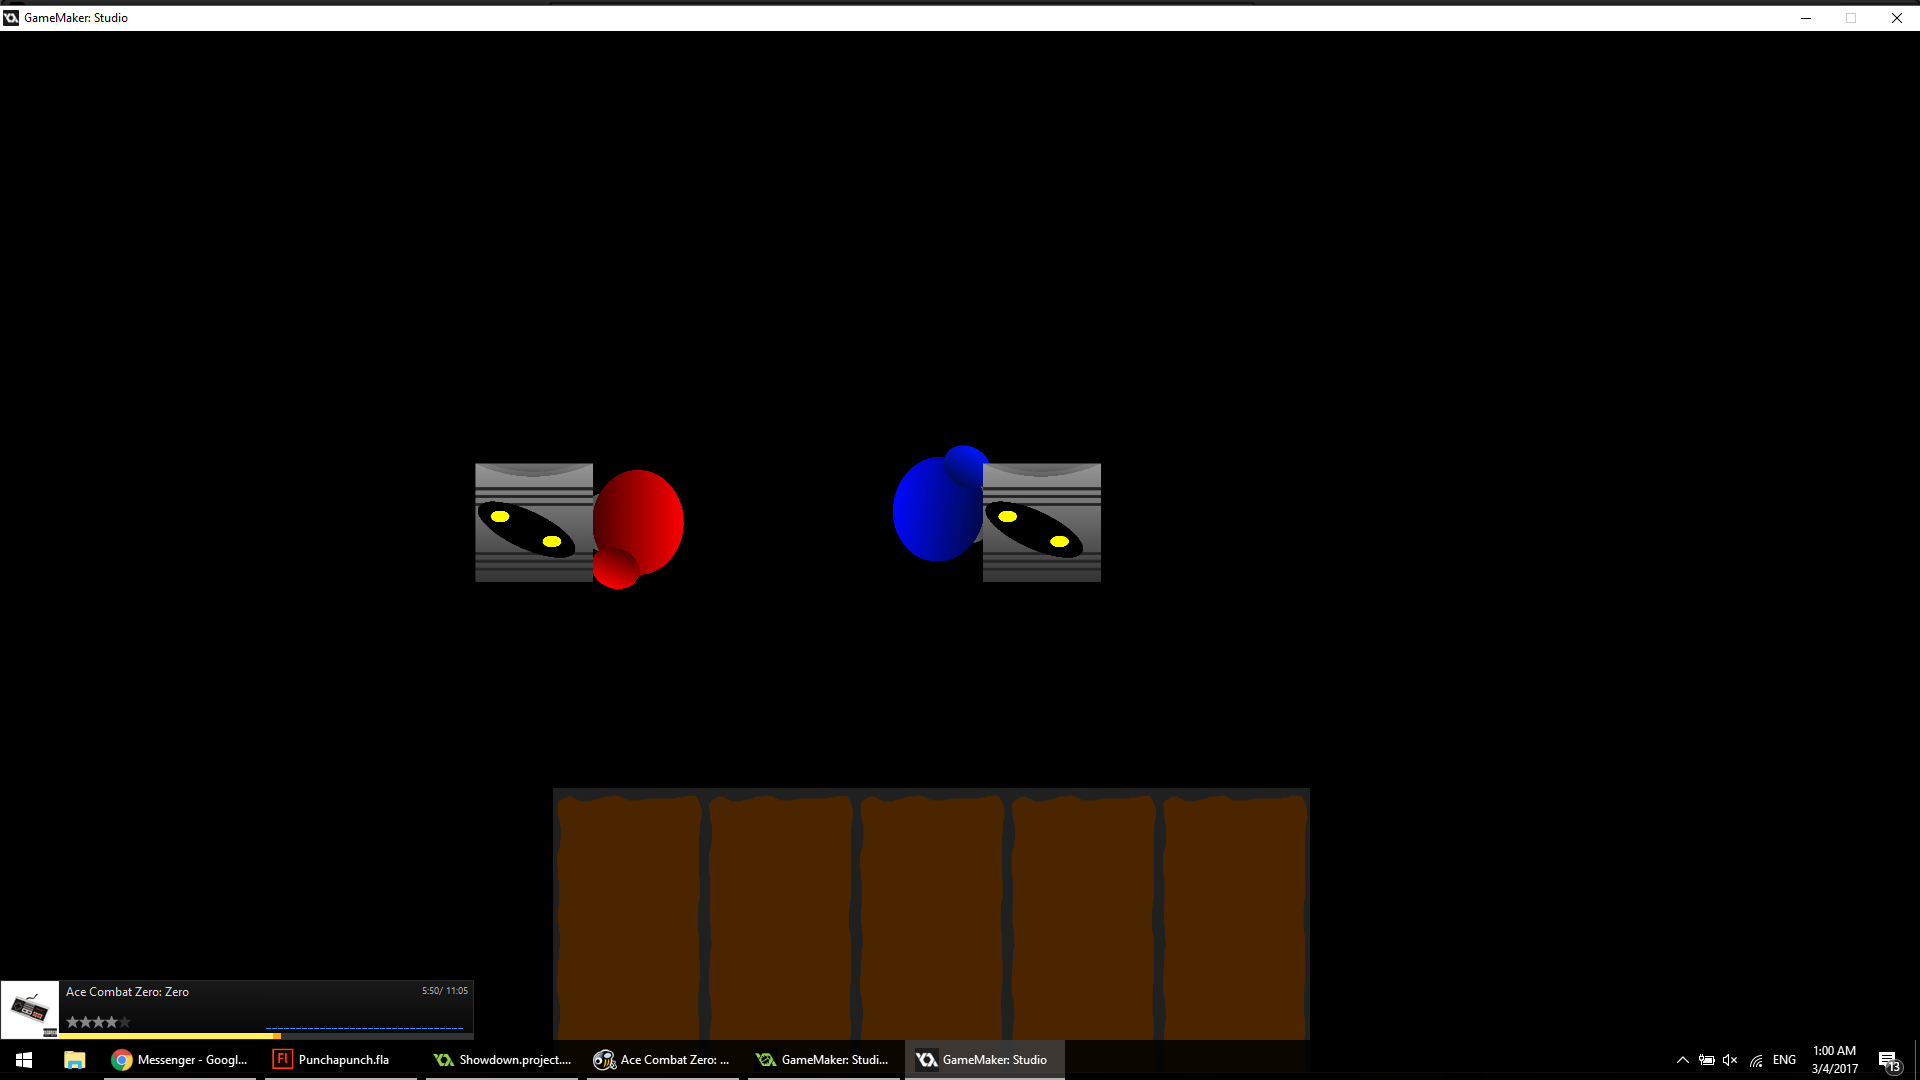 GameMaker: Studio
Ace Combat Zero: Zero
5:50/ 11:05
Messenger - Googl...
Fl
Punchapunch.fla
Showdown.project....
Ace Combat Zero: ...
GameMaker: Studi...
GameMaker: Studio
ENG
1:00 AM
3/4/2017
13